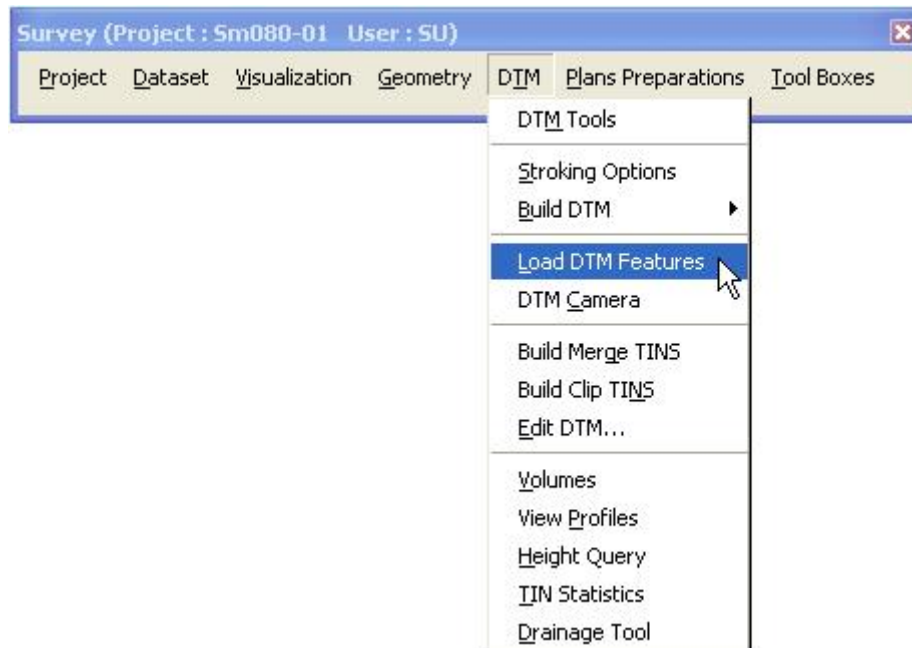 Survey (Project : Sm080-01 User : SU)
Project Dataset Visualization Geometry DTM Plans Preparations Tool Boxes
DTM Tools
Stroking Options
Build DTM
Load DTM Features
DTM Camera
Build Merge TINS
Build Clip TINS
Edit DTM...
Volumes
View Profiles
Height Query
TIN Statistics
Drainage Tool